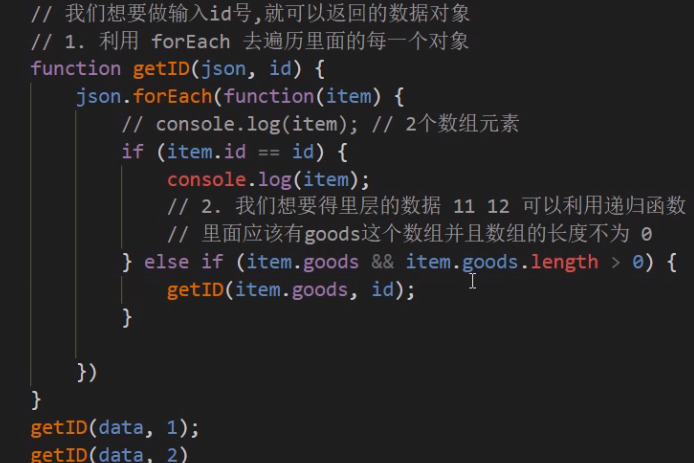 // 我们想要做输入id号,就可以返回的数据对象
// 1. 利用 forEach 去遍历里面的每一个对象
function getID(json, id) {
json.forEach(function(item) {
// console.log(item); // 2个数组元素
if (item.id == id) {
console.log(item);
// 2. 我们想要得里层的数据 11 12 可以利用递归函数
// 里面应该有goods这个数组并且数组的长度不为 0
} else if (item.goods && item.goods.length > 0) {
getID(item.goods, id);
}
})
}
getID(data, 1);
getID(data, 2)